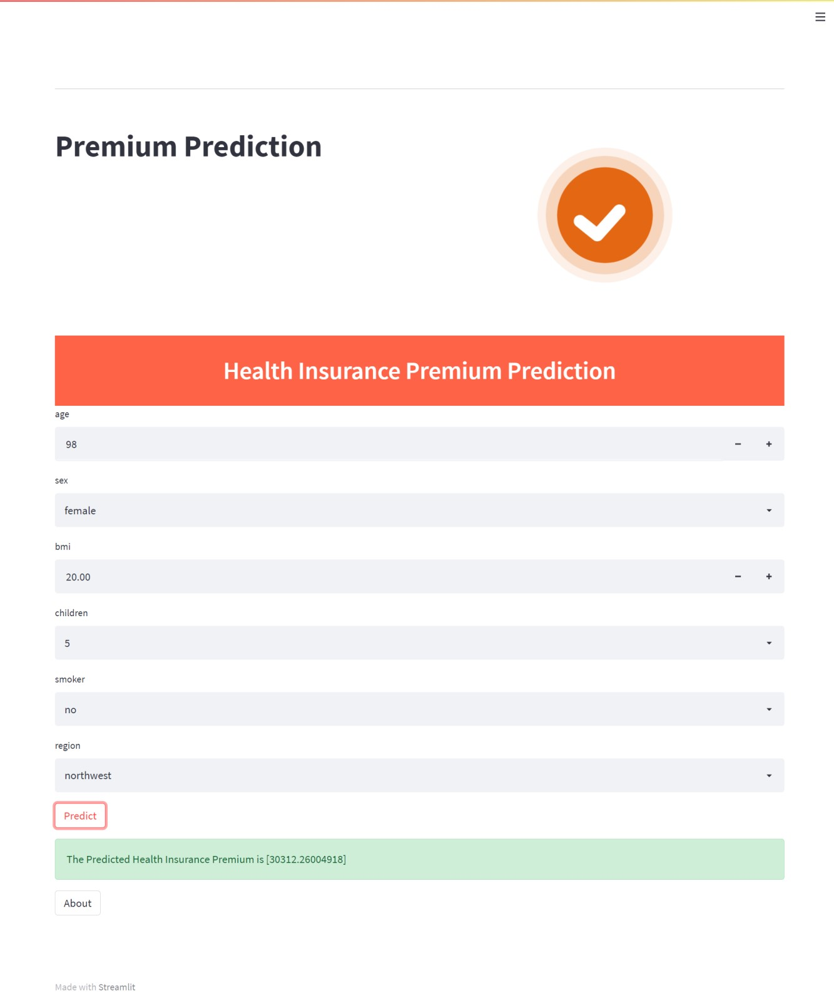 Premium Prediction
Health Insurance Premium Prediction
age
98
sex
female
bmi
20.00
children
5
smoker
no
region
northwest
Predict
The Predicted Health Insurance Premium is [30312.26004918]
About
Made with Streamlit